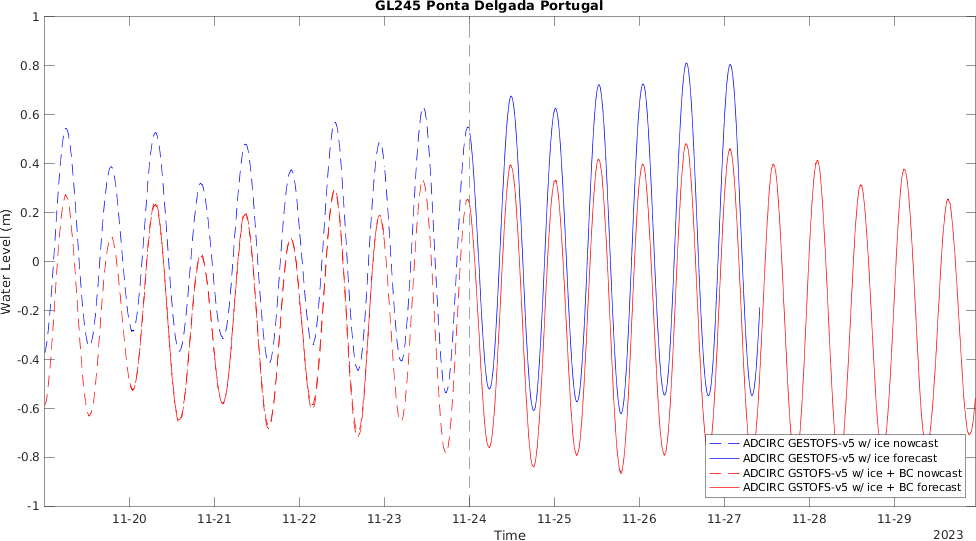 GL245 Ponta Delgada Portugal
1
0.8
0.6
0.4
0.2
0
-0.2
-0.4
-0.6
-0.8
-1
Water Level (m)
11-20 11-21 11-22 11-23 11-24 11-25 11-26 11-27 11-28 11-29
Time
2023
ADCIRC GESTOFS-v5 w/ ice nowcast
ADCIRC GESTOFS-v5 w/ ice forecast
ADCIRC GSTOFS-v5 w/ ice + BC nowcast
ADCIRC GSTOFS-v5 w/ ice + BC forecast